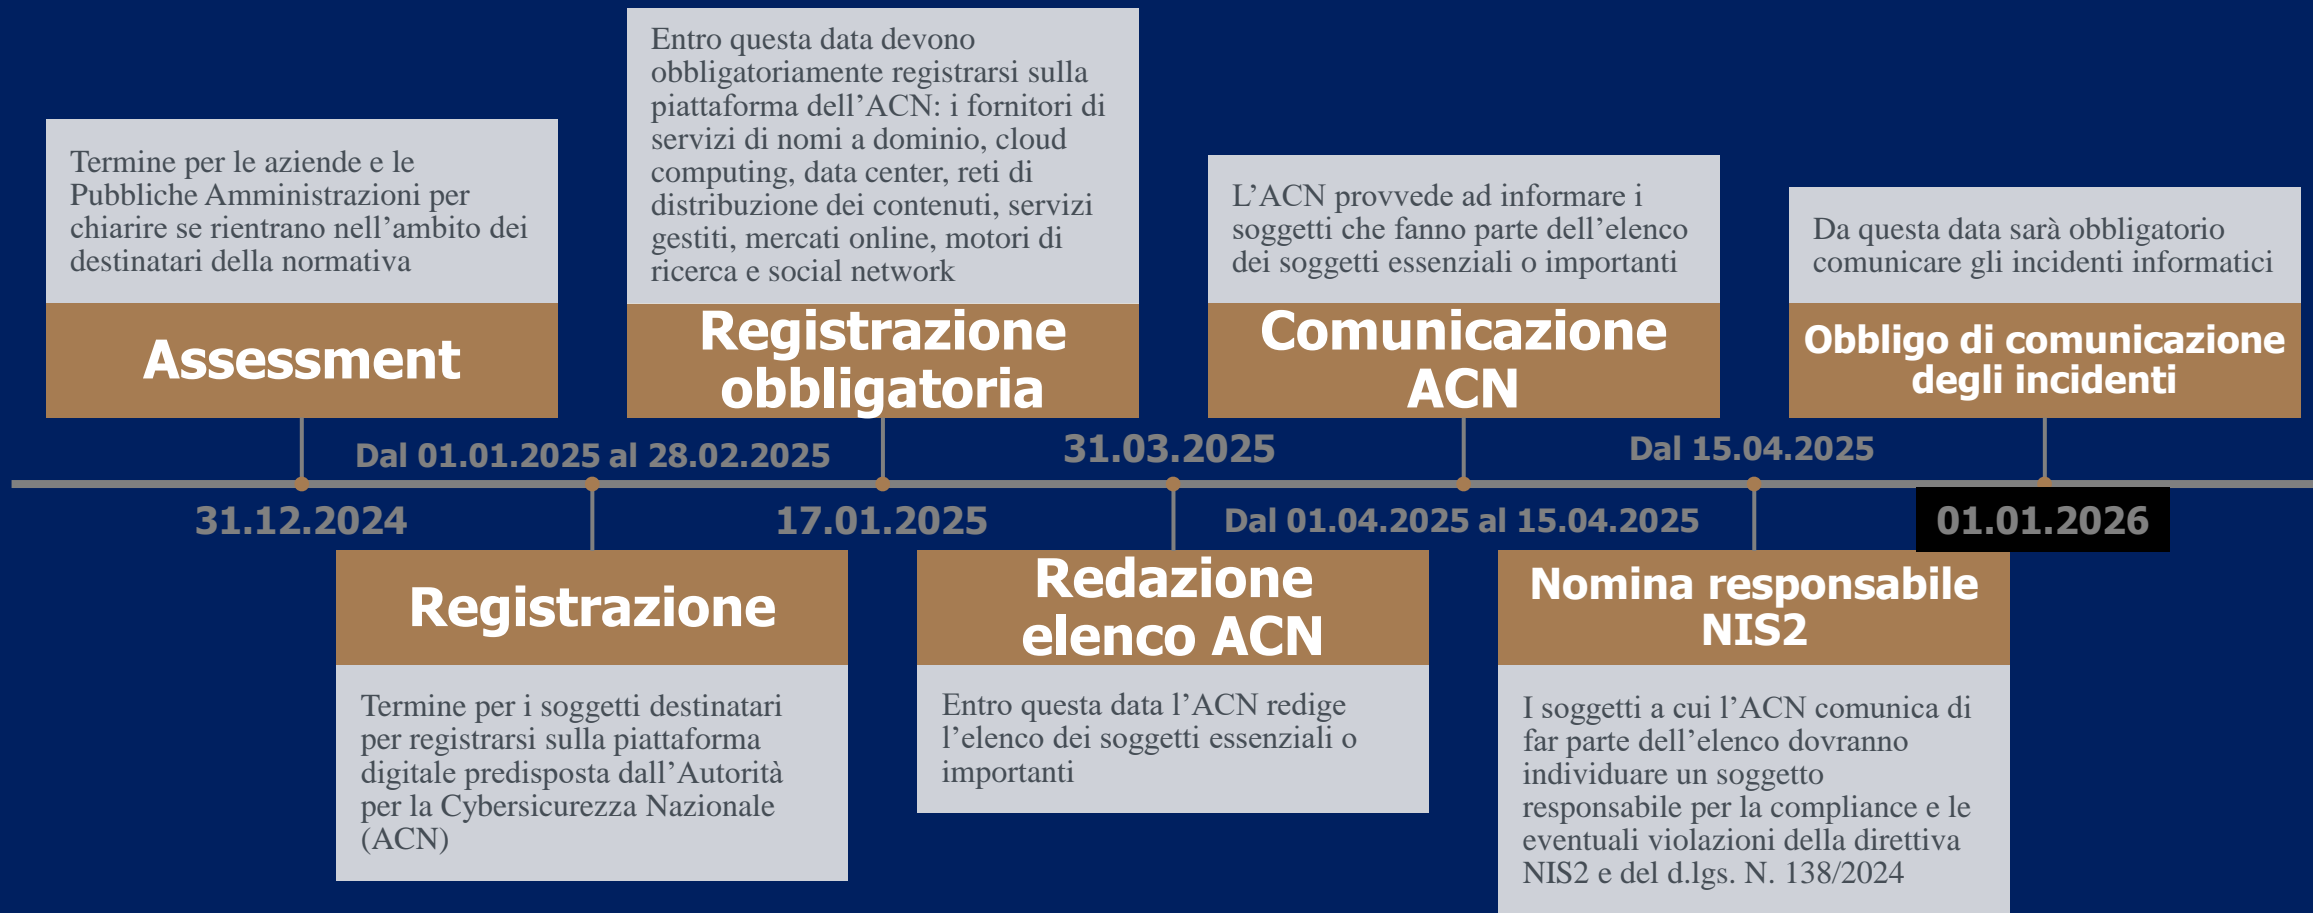 Termine per le aziende e le
Pubbliche Amministrazioni per
chiarire se rientrano nell’ambito dei
destinatari della normativa
Assessment
31.12.2024
Dal 01.01.2025 al 28.02.2025
Registrazione
Termine per i soggetti destinatari
per registrarsi sulla piattaforma
digitale predisposta dall’Autorità
per la Cybersicurezza Nazionale
(ACN)
Entro questa data devono
obbligatoriamente registrarsi sulla
piattaforma dell’ACN: i fornitori di
servizi di nomi a dominio, cloud
computing, data center, reti di
distribuzione dei contenuti, servizi
gestiti, mercati online, motori di
ricerca e social network
Registrazione
obbligatoria
17.01.2025
31.03.2025
Redazione
elenco ACN
Entro questa data l’ACN redige
l’elenco dei soggetti essenziali o
importanti
L’ACN provvede ad informare i
soggetti che fanno parte dell’elenco
dei soggetti essenziali o importanti
Comunicazione
ACN
Dal 01.04.2025 al 15.04.2025
Dal 15.04.2025
Nomina responsabile
NIS2
I soggetti a cui l’ACN comunica di
far parte dell’elenco dovranno
individuare un soggetto
responsabile per la compliance e le
eventuali violazioni della direttiva
NIS2 e del d.lgs. N. 138/2024
Da questa data sarà obbligatorio
comunicare gli incidenti informatici
Obbligo di comunicazione
degli incidenti
01.01.2026